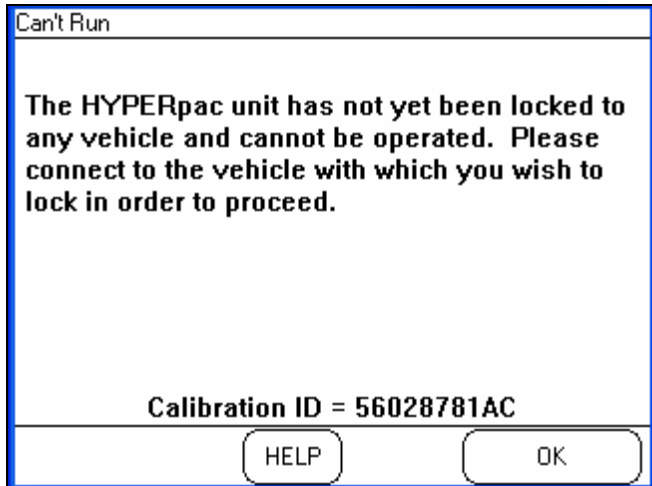 Can't Run
The HYPERpac unit has not yet been locked to
any vehicle and cannot be operated.  Please
connect to the vehicle with which you wish to
lock in order to proceed.
Calibration ID = 56028781AC
HELP
OK